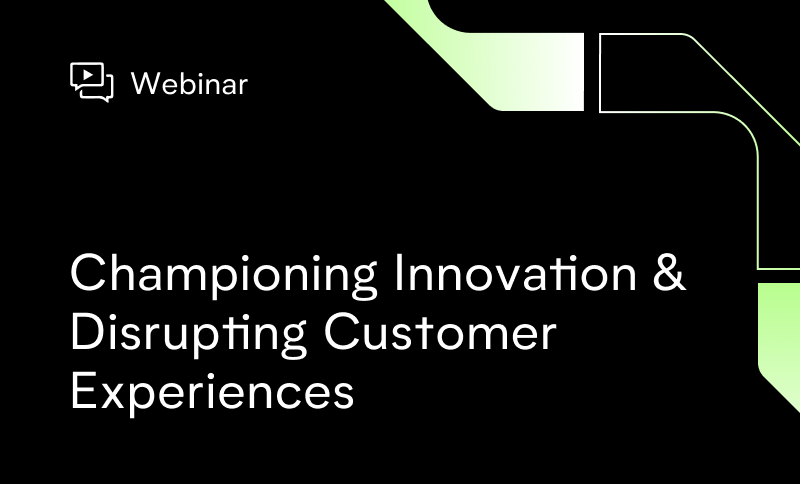 Webinar
Championing Innovation &
Disrupting Customer
Experiences